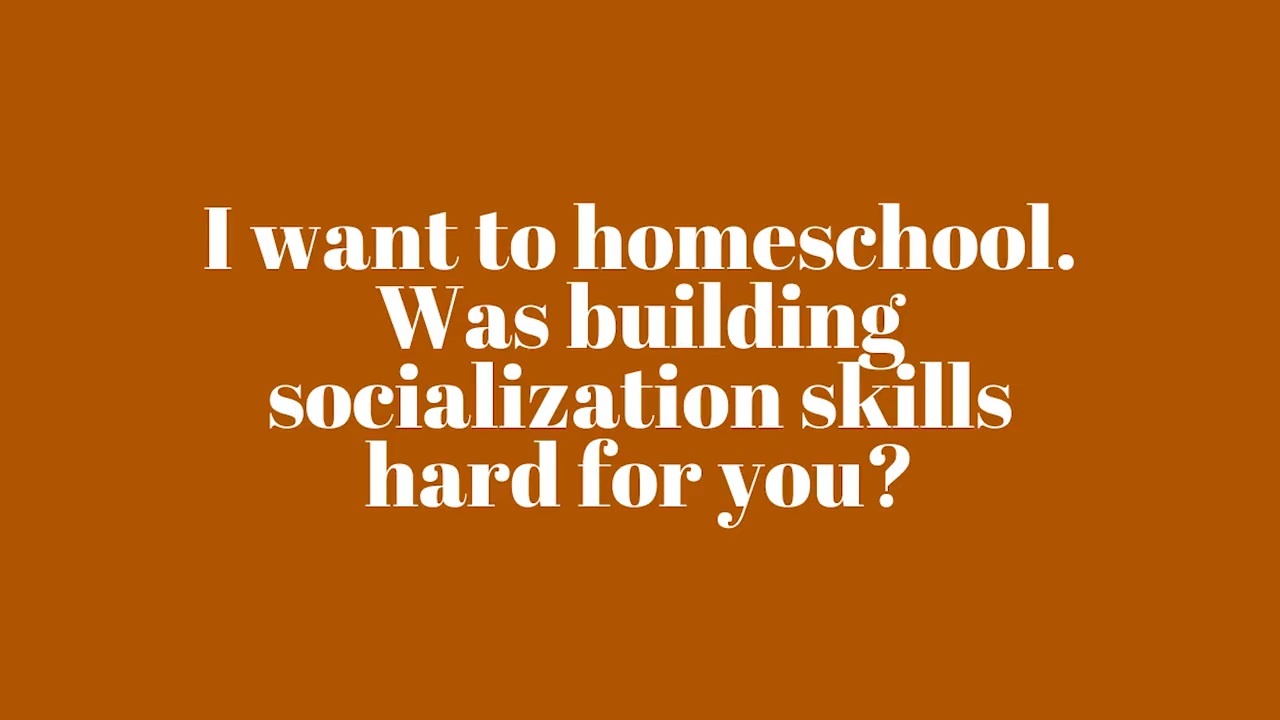 I want to homeschool.
Was building
socialization skills
hard for you?